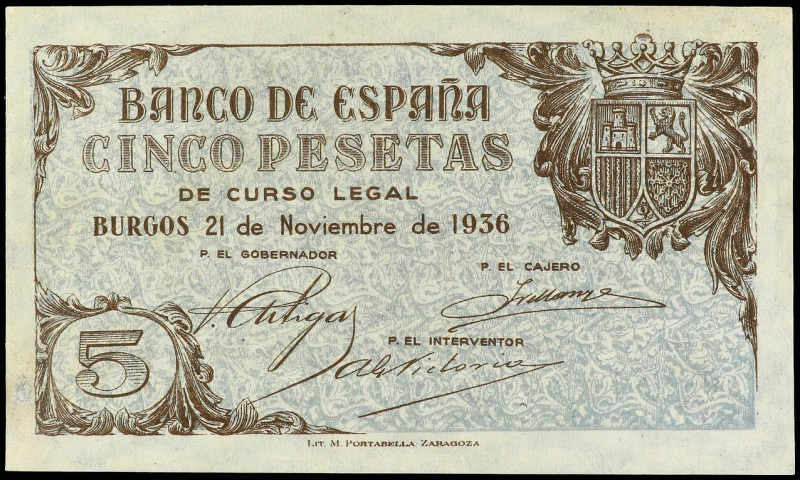 BANCO DE ESPAÑA
CINCO PESETAS
DE CURSO LEGAL
BURGOS 21 de Noviembre de 1936
P. EL GOBERNADOR
P. EL CAJERO
P. EL INTERVENTOR
5
LIT. M. PORTABELLA ZARAGOZA